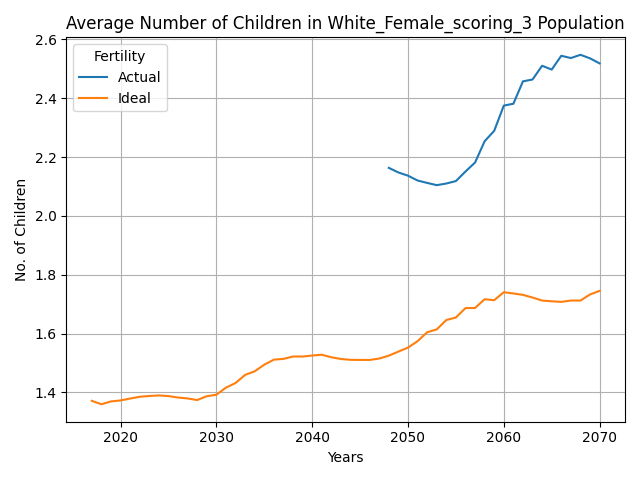 Average Number of Children in White_Female_scoring_3 Population
Fertility
Actual
Ideal
No. of Children
2.6
2.4
2.2
2.0
1.8
1.6
1.4
2020 2030 2040 2050 2060 2070
Years